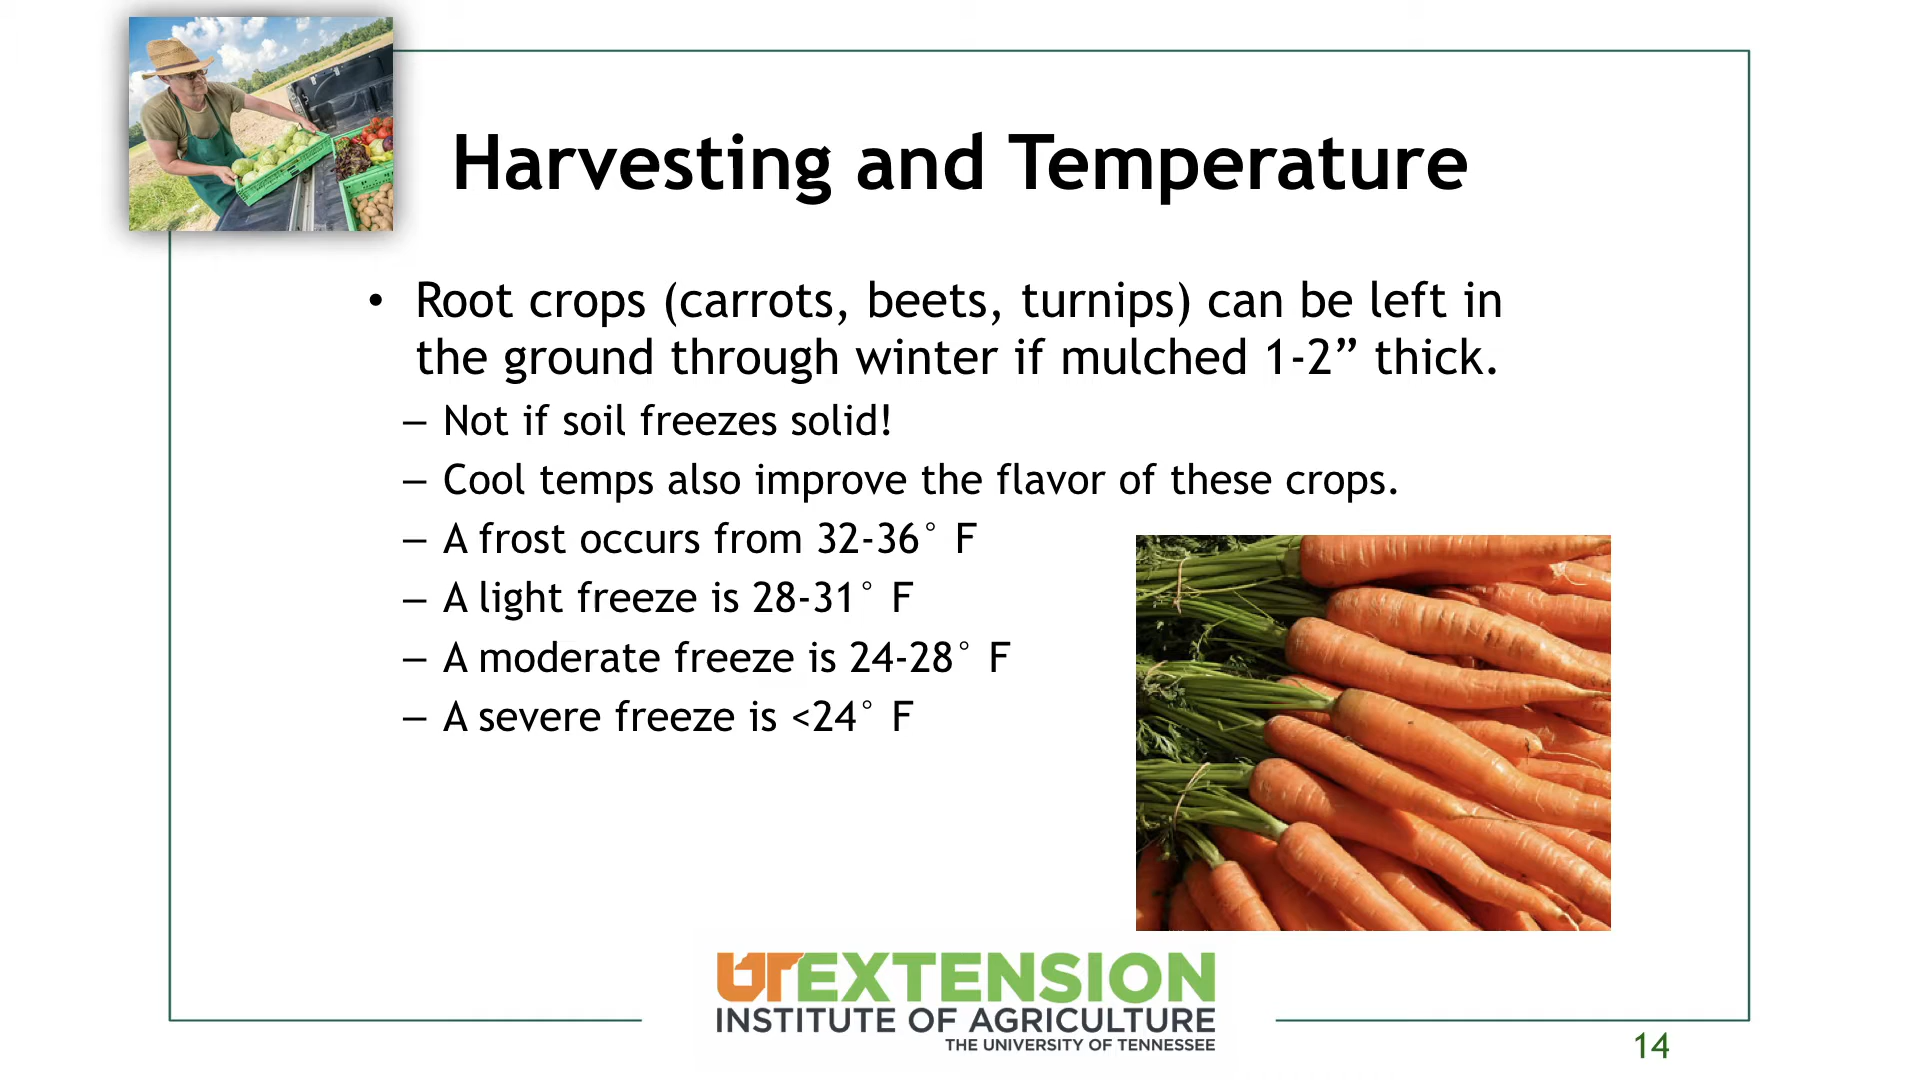 Harvesting and Temperature
• Root crops (carrots, beets, turnips) can be left in
the ground through winter if mulched 1-2” thick.
– Not if soil freezes solid!
– Cool temps also improve the flavor of these crops.
– A frost occurs from 32-36° F
– A light freeze is 28-31° F
– A moderate freeze is 24-28° F
– A severe freeze is <24° F
UT EXTENSION
INSTITUTE OF AGRICULTURE
THE UNIVERSITY OF TENNESSEE
14